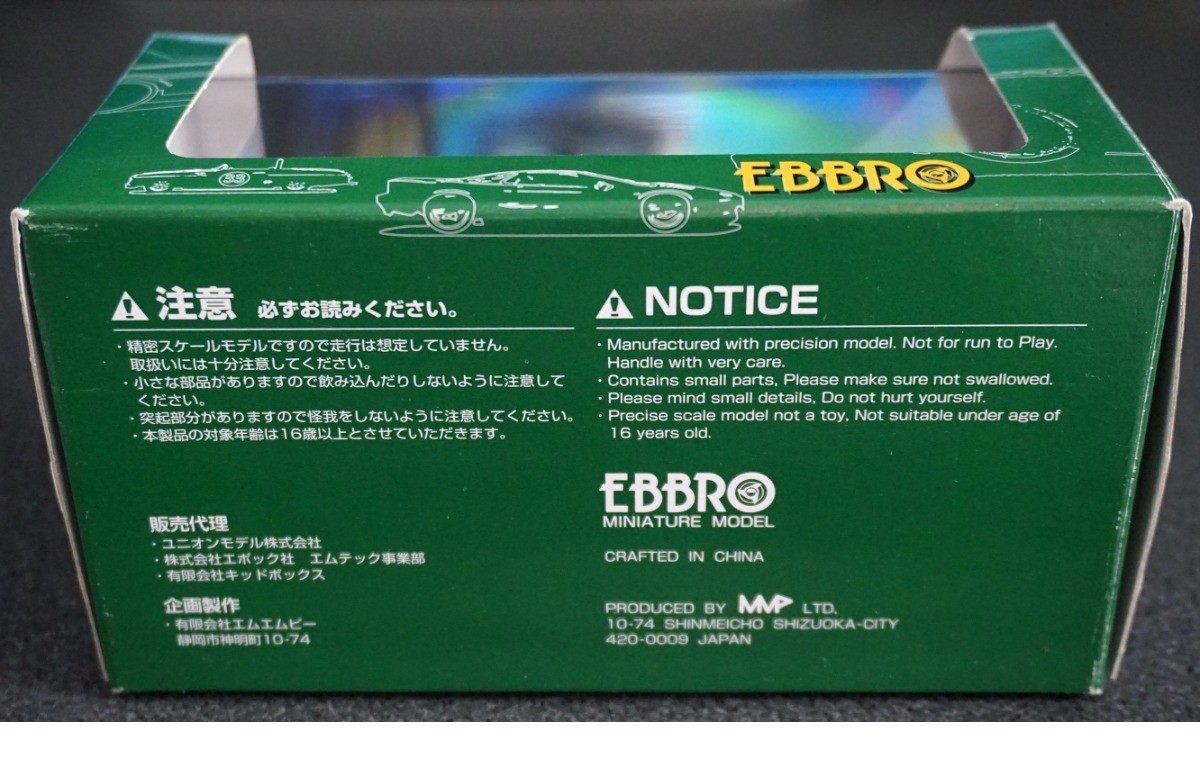 EBBRO
33
注意 必ずお読みください。
・精密スケールモデルですので走行は想定していません。
取扱いには十分注意してください。
・小さな部品がありますので飲み込んだりしないように注意して
ください。
・突起部分がありますので怪我をしないように注意してください。
・本製品の対象年齢は16歳以上とさせていただきます。
販売代理
・ユニオンモデル株式会社
・株式会社エポック社 エムテック事業部
・有限会社キッドボックス
企画製作
・有限会社エムエムピー
静岡市神明町10-74
NOTICE
・Manufactured with precision model. Not for run to Play.
Handle with very care.
・Contains small parts. Please make sure not swallowed.
・Please mind small details. Do not hurt yourself.
・Precise scale model not a toy. Not suitable under age of
16 years old.
EBBRO
MINIATURE MODEL
CRAFTED IN CHINA
PRODUCED BY MMP LTD.
10-74 SHINMEICHO SHIZUOKA-CITY
420-0009 JAPAN